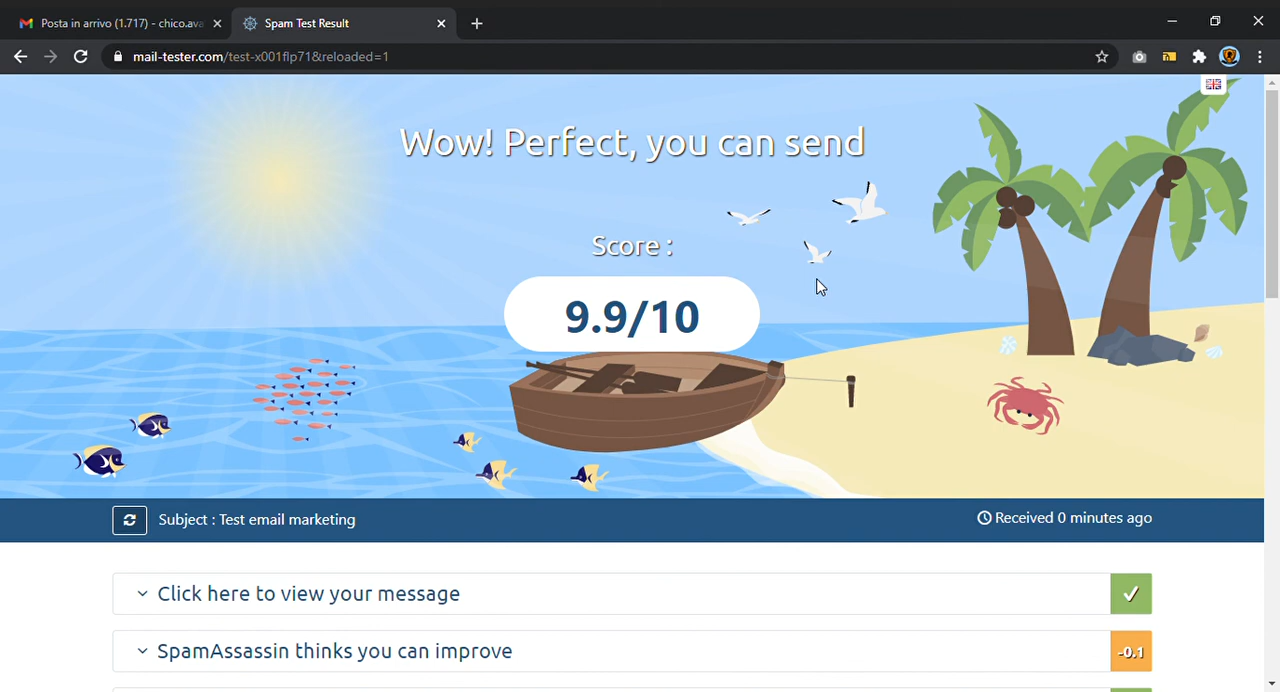 Posta in arrivo (1.717) - chico.ava
Spam Test Result
mail-tester.com/test-x001flp71&reloaded=1
Wow! Perfect, you can send
Score :
9.9/10
Subject : Test email marketing
Received 0 minutes ago
Click here to view your message
SpamAssassin thinks you can improve
-0.1